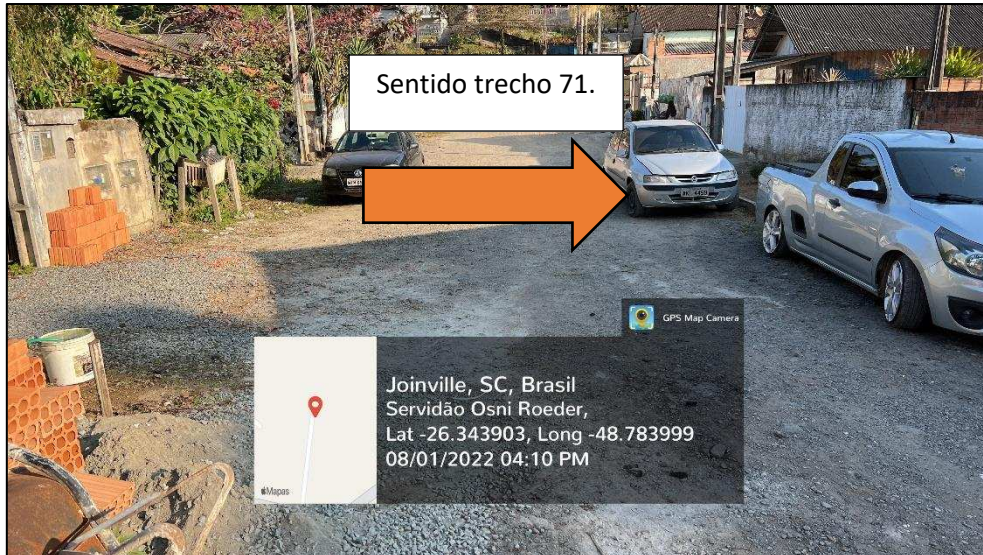 Sentido trecho 71.
GPS Map Camera
Joinville, SC, Brasil
Servidão Osni Roeder,
Lat -26.343903, Long -48.783999
08/01/2022 04:10 PM
Mapas